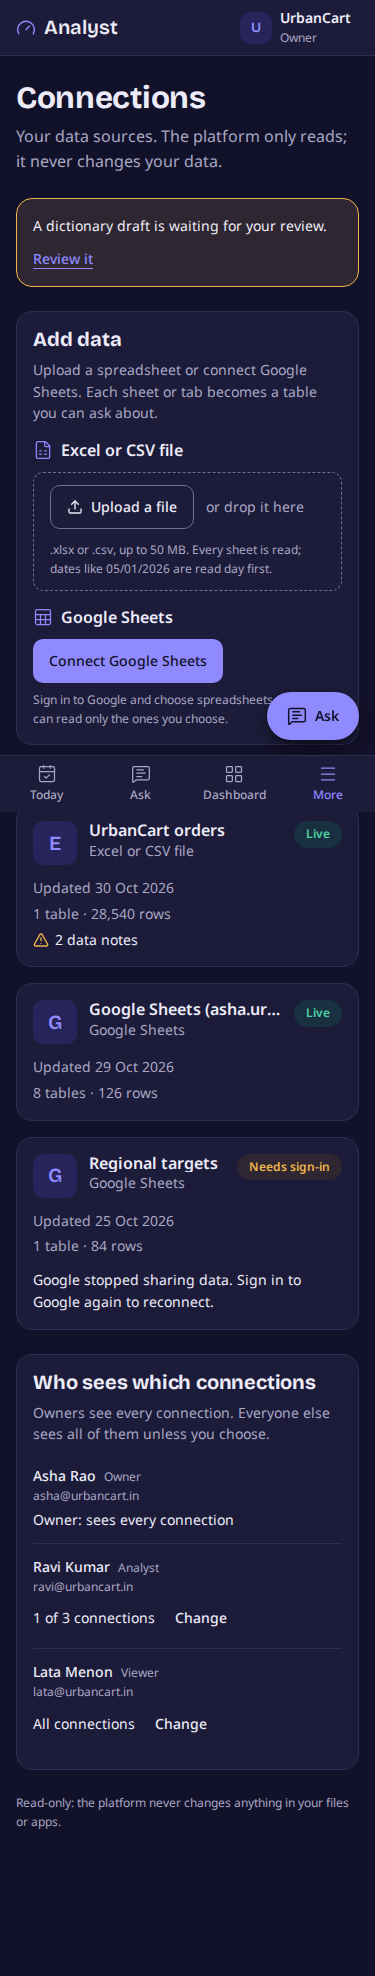 Analyst
U
UrbanCart
Owner
Connections
Your data sources. The platform only reads;
it never changes your data.
A dictionary draft is waiting for your review.
Review it
Add data
Upload a spreadsheet or connect Google
Sheets. Each sheet or tab becomes a table
you can ask about.
Excel or CSV file
Upload a file
or drop it here
.xlsx or .csv, up to 50 MB. Every sheet is read;
dates like 05/01/2026 are read day first.
Google Sheets
Connect Google Sheets
Sign in to Google and choose spreadsheets
can read only the ones you choose.
Ask
Today
Ask
Dashboard
More
E
UrbanCart orders
Live
Excel or CSV file
Updated 30 Oct 2026
1 table · 28,540 rows
2 data notes
G
Google Sheets (asha.ur...
Live
Google Sheets
Updated 29 Oct 2026
8 tables · 126 rows
G
Regional targets
Needs sign-in
Google Sheets
Updated 25 Oct 2026
1 table · 84 rows
Google stopped sharing data. Sign in to
Google again to reconnect.
Who sees which connections
Owners see every connection. Everyone else
sees all of them unless you choose.
Asha Rao Owner
asha@urbancart.in
Owner: sees every connection
Ravi Kumar Analyst
ravi@urbancart.in
1 of 3 connections Change
Lata Menon Viewer
lata@urbancart.in
All connections Change
Read-only: the platform never changes anything in your files
or apps.